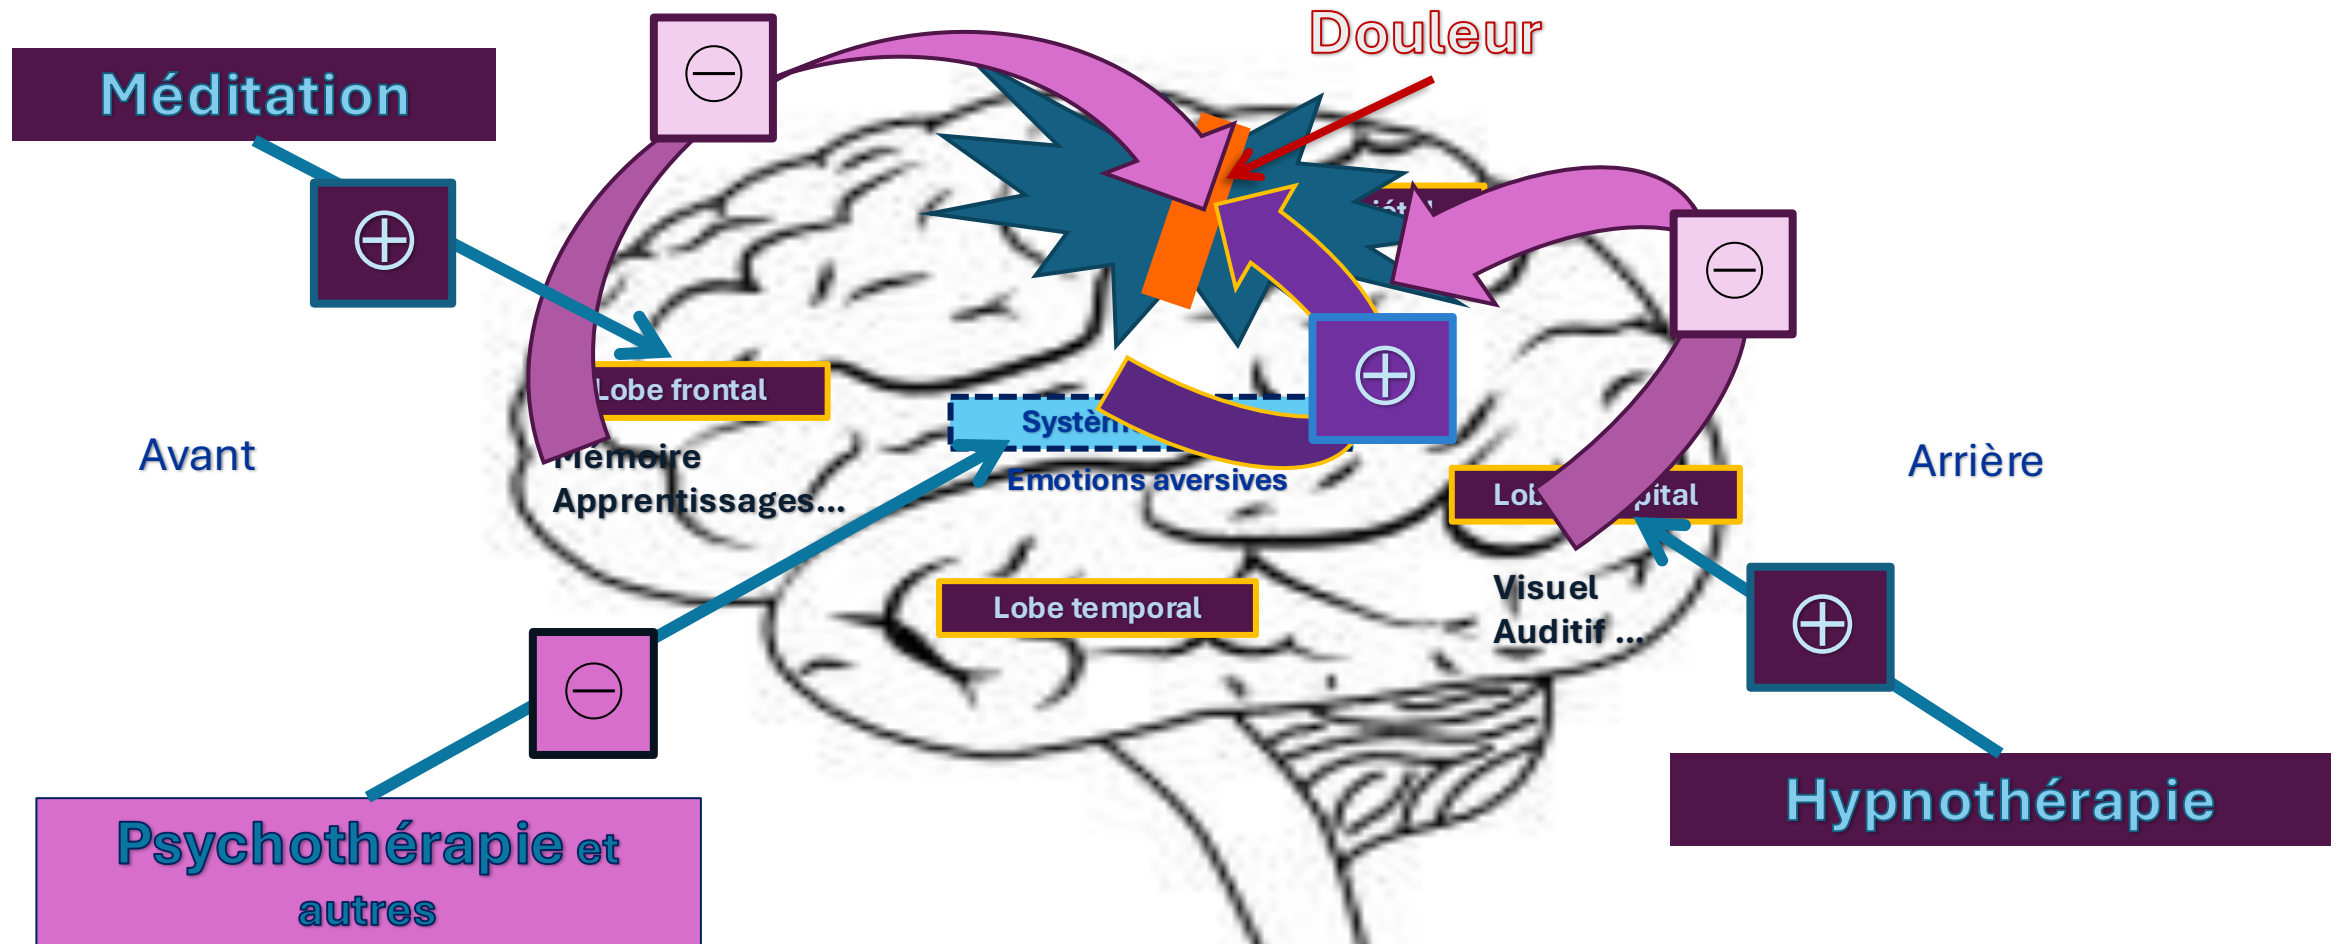 Douleur
Méditation
Lobe frontal
Mémoire
Apprentissages...
Avant
Emotions aversives
Arrière
Lobe temporal
Visuel
Auditif ...
Hypnothérapie
Psychothérapie et
autres